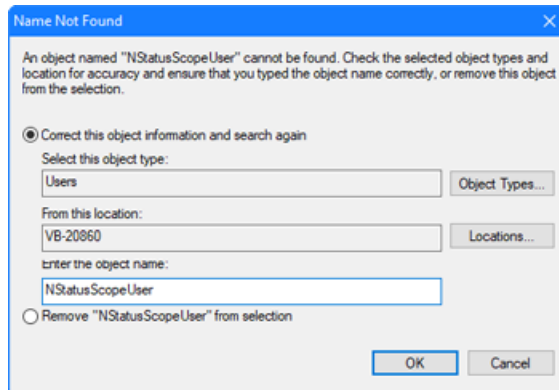 Name Not Found
An object named "NStatusScopeUser" cannot be found. Check the selected object types and
location for accuracy and ensure that you typed the object name correctly, or remove this object
from the selection.
Correct this object information and search again
Select this object type:
Users
Object Types...
From this location:
VB-20860
Locations...
Enter the object name:
NStatusScopeUser
Remove "NStatusScopeUser" from selection
OK
Cancel